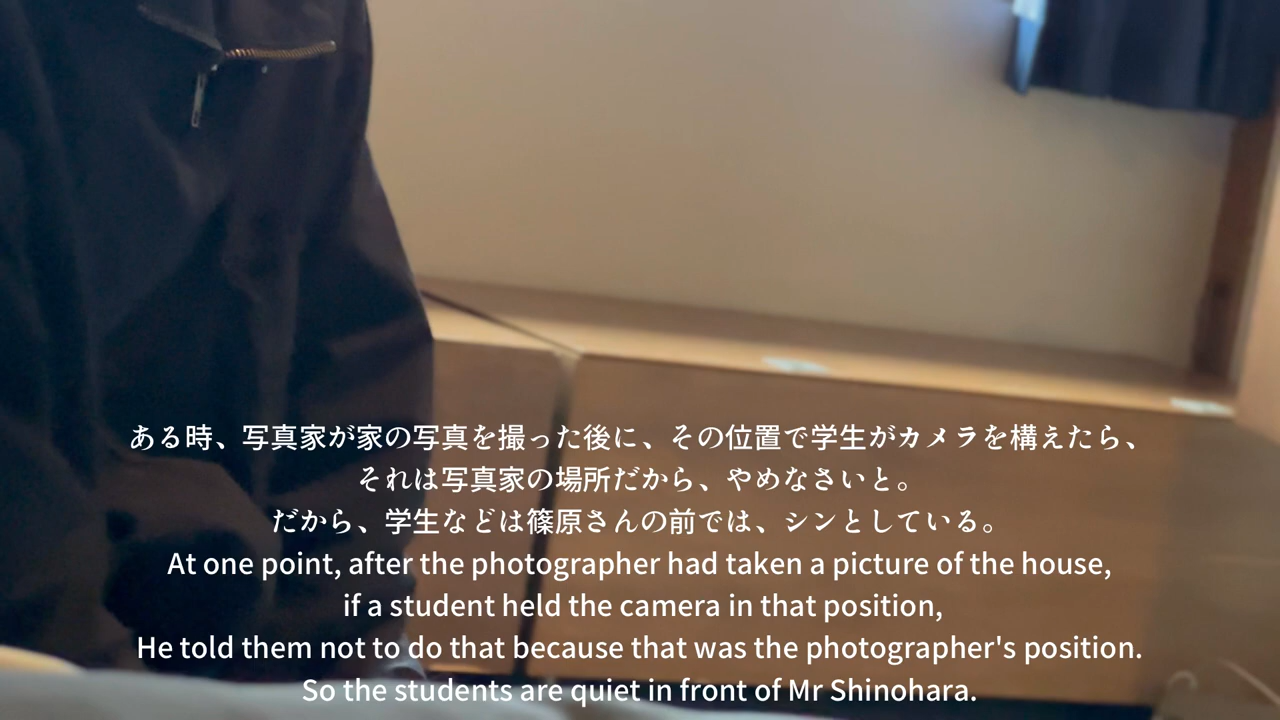 ある時、写真家が家の写真を撮った後に、その位置で学生がカメラを構えたら、
それは写真家の場所だから、やめなさいと。
だから、学生などは篠原さんの前では、シンとしている。
At one point, after the photographer had taken a picture of the house,
if a student held the camera in that position,
He told them not to do that because that was the photographer's position.
So the students are quiet in front of Mr Shinohara.